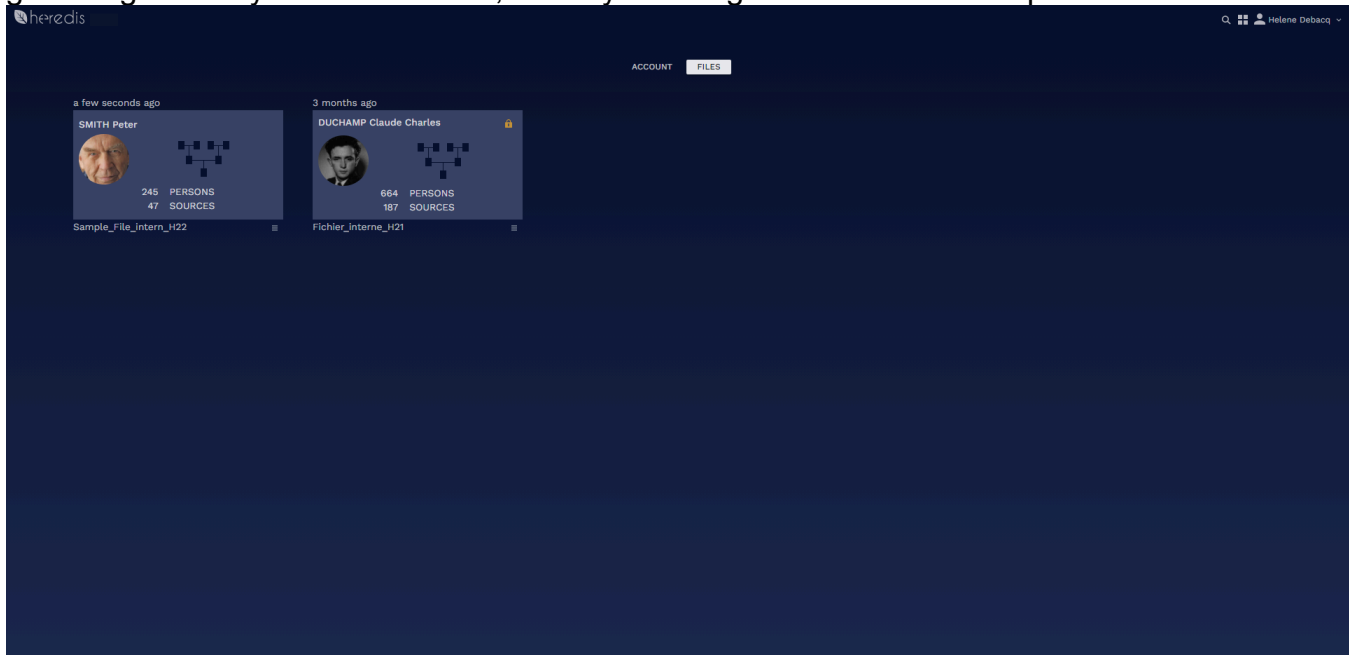 heredis
Helene Debacq
ACCOUNT FILES
a few seconds ago
SMITH Peter
245 PERSONS
47 SOURCES
Sample_File_intern_H22
3 months ago
DUCHAMP Claude Charles
664 PERSONS
187 SOURCES
Fichier_interne_H21